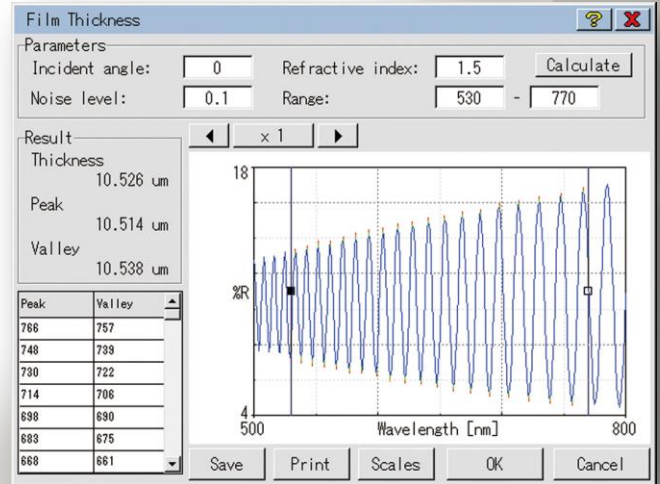 Film Thickness
? X
Parameters
Incident angle: 0 Refractive index: 1.5 Calculate
Noise level: 0.1 Range: 530 - 770
Result
Thickness
10.526 um
Peak
10.514 um
Valley
10.538 um
Peak Valley
766 757
748 739
730 722
714 706
698 690
683 675
668 661
x 1
18
%R
4
500 Wavelength [nm] 800
Save Print Scales OK Cancel